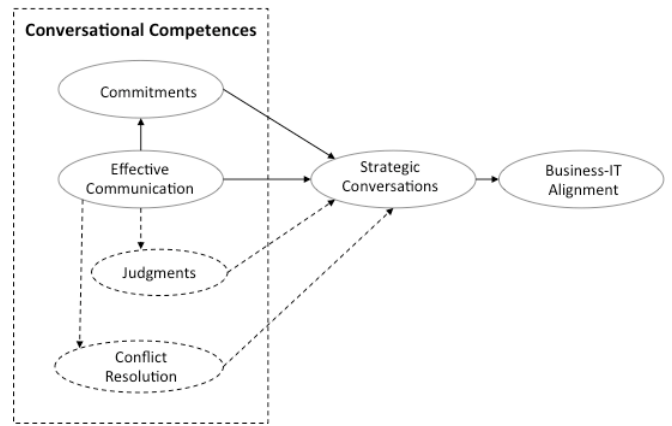 Conversational Competences
Commitments
Effective
Communication
Strategic
Conversations
Business-IT
Alignment
Judgments
Conflict
Resolution